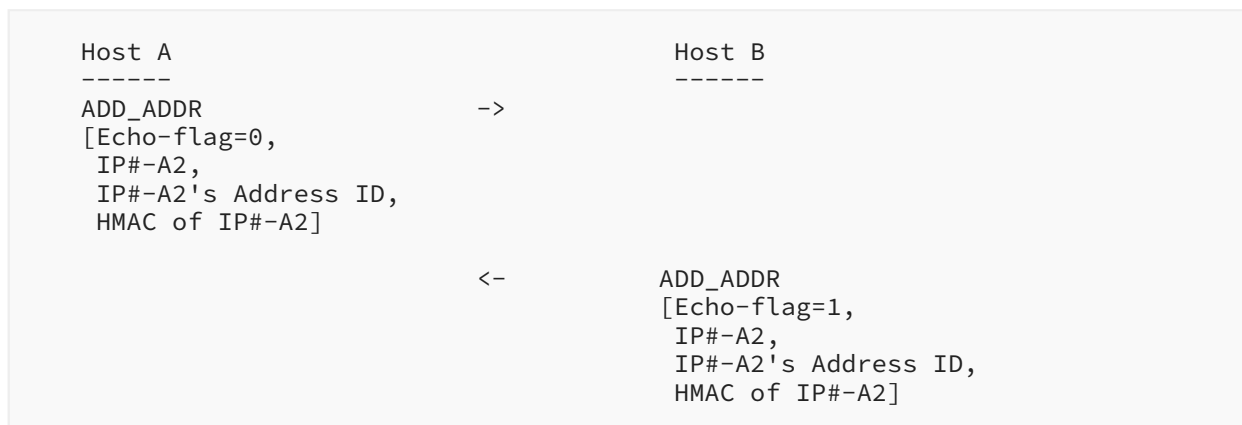 Host A                                  Host B
------                                  ------
ADD_ADDR                  ->
[Echo-flag=0,
 IP#-A2,
 IP#-A2's Address ID,
 HMAC of IP#-A2]
                          <-           ADD_ADDR
                                       [Echo-flag=1,
                                        IP#-A2,
                                        IP#-A2's Address ID,
                                        HMAC of IP#-A2]